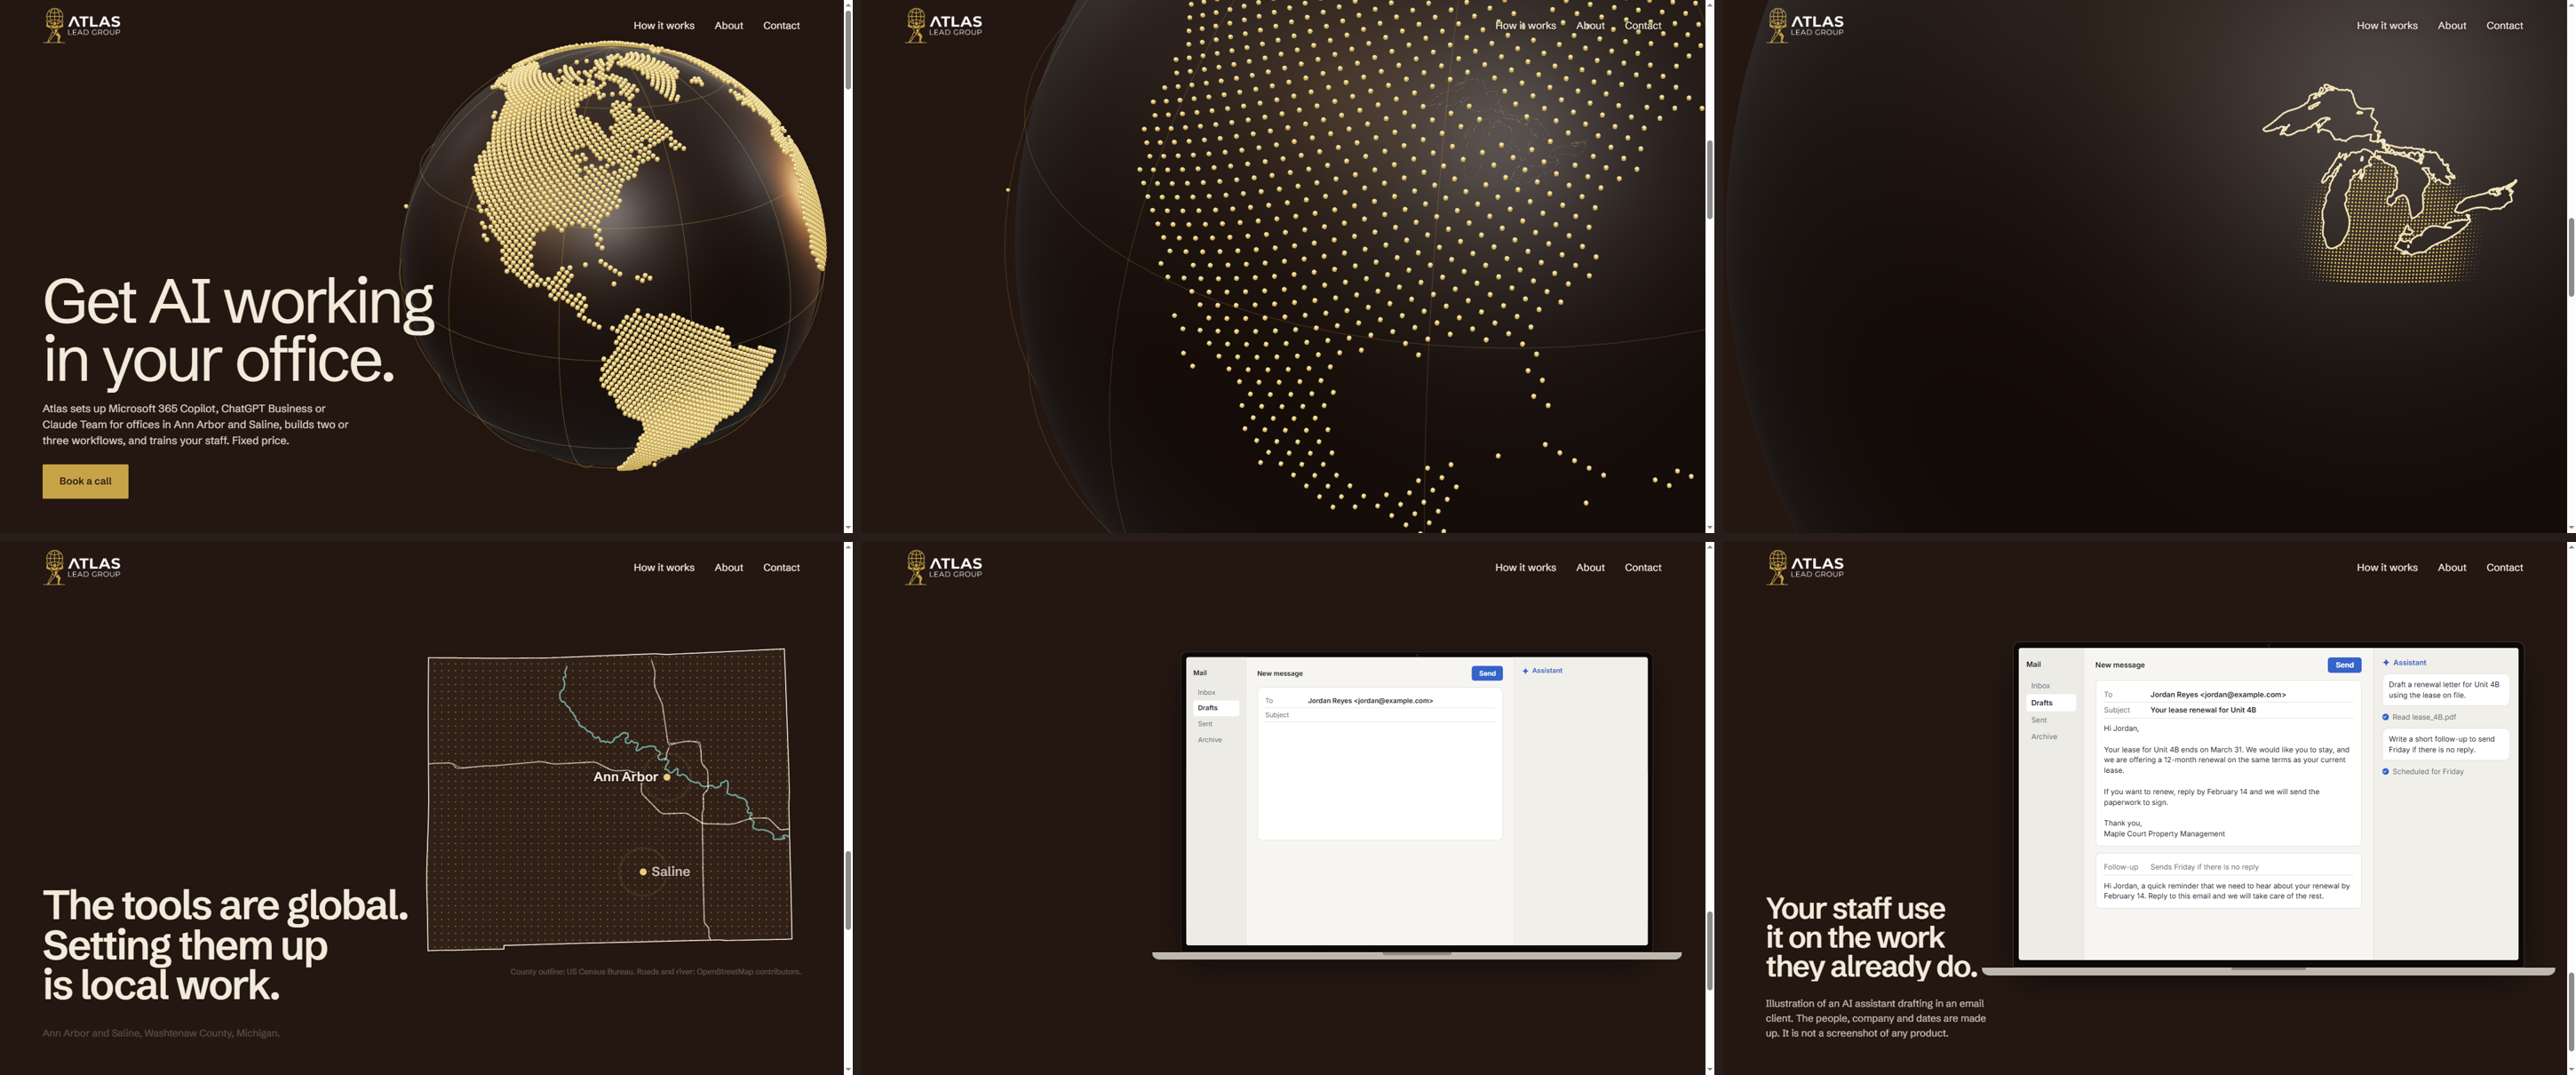 ATLAS
LEAD GROUP
How it works
About
Contact
Get AI working
in your office.
Atlas sets up Microsoft 365 Copilot, ChatGPT Business or
Claude Team for offices in Ann Arbor and Saline, builds two or
three workflows, and trains your staff. Fixed price.
Book a call
ATLAS
LEAD GROUP
How it works
About
Contact
ATLAS
LEAD GROUP
How it works
About
Contact
ATLAS
LEAD GROUP
How it works
About
Contact
Ann Arbor
Saline
County outline: US Census Bureau. Roads and river: OpenStreetMap contributors.
The tools are global.
Setting them up
is local work.
Ann Arbor and Saline, Washtenaw County, Michigan.
ATLAS
LEAD GROUP
How it works
About
Contact
Mail
Inbox
Drafts
Sent
Archive
New message
Send
To
Jordan Reyes <jordan@example.com>
Subject
Assistant
ATLAS
LEAD GROUP
How it works
About
Contact
Your staff use
it on the work
they already do.
Illustration of an AI assistant drafting in an email
client. The people, company and dates are made
up. It is not a screenshot of any product.
Mail
Inbox
Drafts
Sent
Archive
New message
Send
To
Jordan Reyes <jordan@example.com>
Subject
Your lease renewal for Unit 4B
Hi Jordan,
Your lease for Unit 4B ends on March 31. We would like you to stay, and
we are offering a 12-month renewal on the same terms as your current
lease.
If you want to renew, reply by February 14 and we will send the
paperwork to sign.
Thank you,
Maple Court Property Management
Follow-up
Sends Friday if there is no reply
Hi Jordan, a quick reminder that we need to hear about your renewal by
February 14. Reply to this email and we will take care of the rest.
Assistant
Draft a renewal letter for Unit 4B
using the lease on file.
Read lease_4B.pdf
Write a short follow-up to send
Friday if there is no reply.
Scheduled for Friday